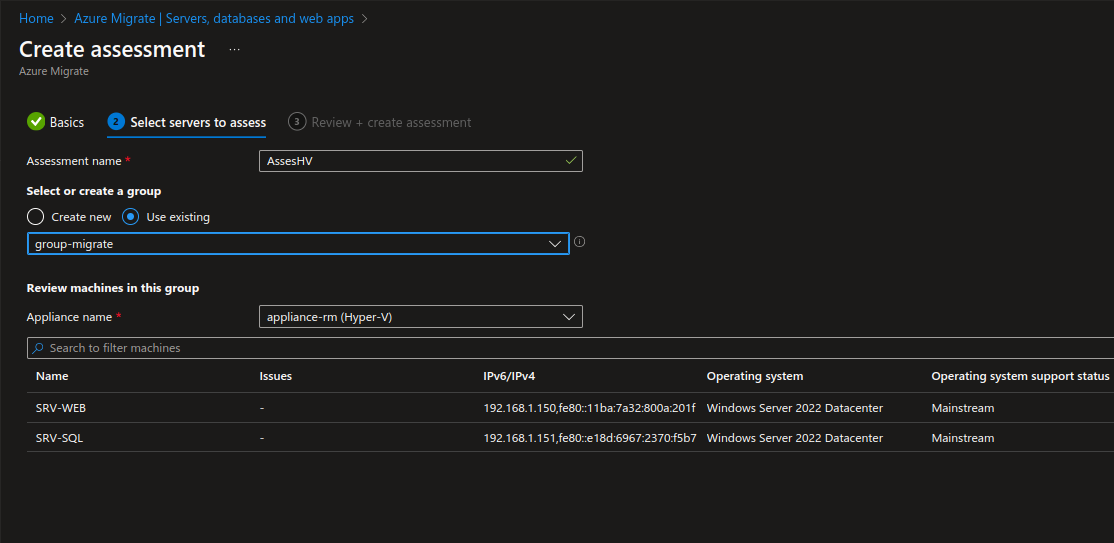 Home > Azure Migrate | Servers, databases and web apps >
Create assessment ...
Azure Migrate
Basics 2 Select servers to assess 3 Review + create assessment
Assessment name * AssesHV
Select or create a group
Create new Use existing
group-migrate
Review machines in this group
Appliance name * appliance-rm (Hyper-V)
Search to filter machines
Name Issues IPv6/IPv4 Operating system Operating system support status
SRV-WEB - 192.168.1.150,fe80::11ba:7a32:800a:201f Windows Server 2022 Datacenter Mainstream
SRV-SQL - 192.168.1.151,fe80::e18d:6967:2370:f5b7 Windows Server 2022 Datacenter Mainstream